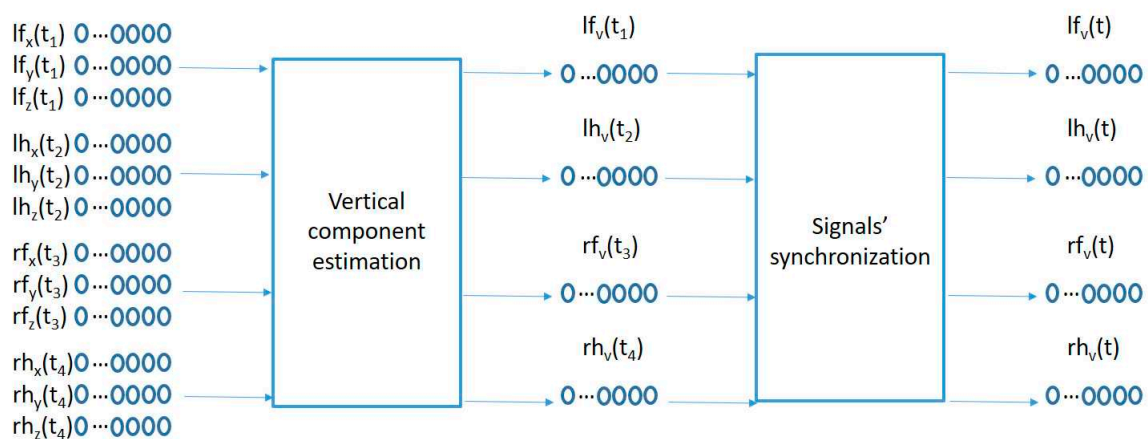 lfx(t1) 0...0000
lfy(t1) 0...0000
lfz(t1) 0...0000
lhx(t2) 0...0000
lhy(t2) 0...0000
lhz(t2) 0...0000
rfx(t3) 0...0000
rfy(t3) 0...0000
rfz(t3) 0...0000
rhx(t4) 0...0000
rhy(t4) 0...0000
rhz(t4) 0...0000
Vertical
component
estimation
lfv(t1)
0...0000
lhv(t2)
0...0000
rfv(t3)
0...0000
rhv(t4)
0...0000
Signals’
synchronization
lfv(t)
0...0000
lhv(t)
0...0000
rfv(t)
0...0000
rhv(t)
0...0000